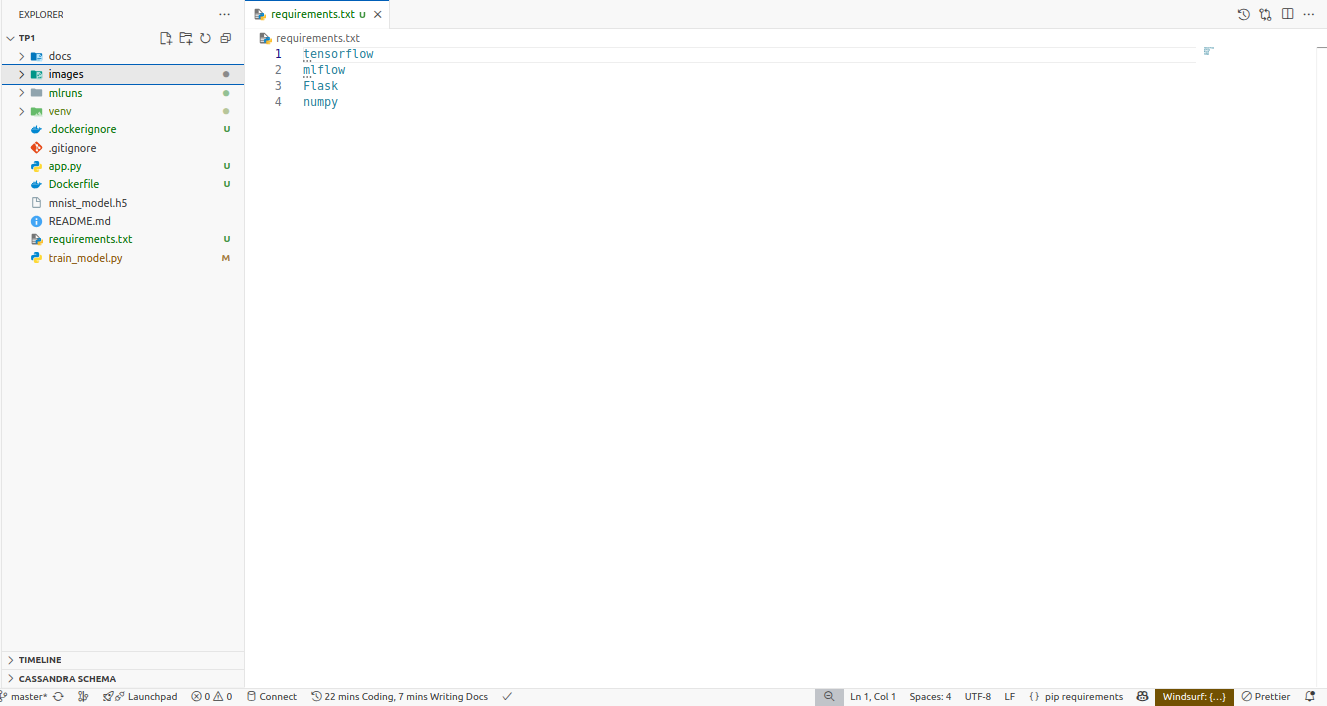 EXPLORER
TP1
docs
images
mlruns
venv
.dockerignore U
.gitignore
app.py U
Dockerfile U
mnist_model.h5
README.md
requirements.txt U
train_model.py M
TIMELINE
CASSANDRA SCHEMA
requirements.txt U
requirements.txt
1 tensorflow
2 mlflow
3 Flask
4 numpy
master* Launchpad 0 0 Connect 22 mins Coding, 7 mins Writing Docs Ln 1, Col 1 Spaces: 4 UTF-8 LF {} pip requirements Windsurf: {...} Prettier